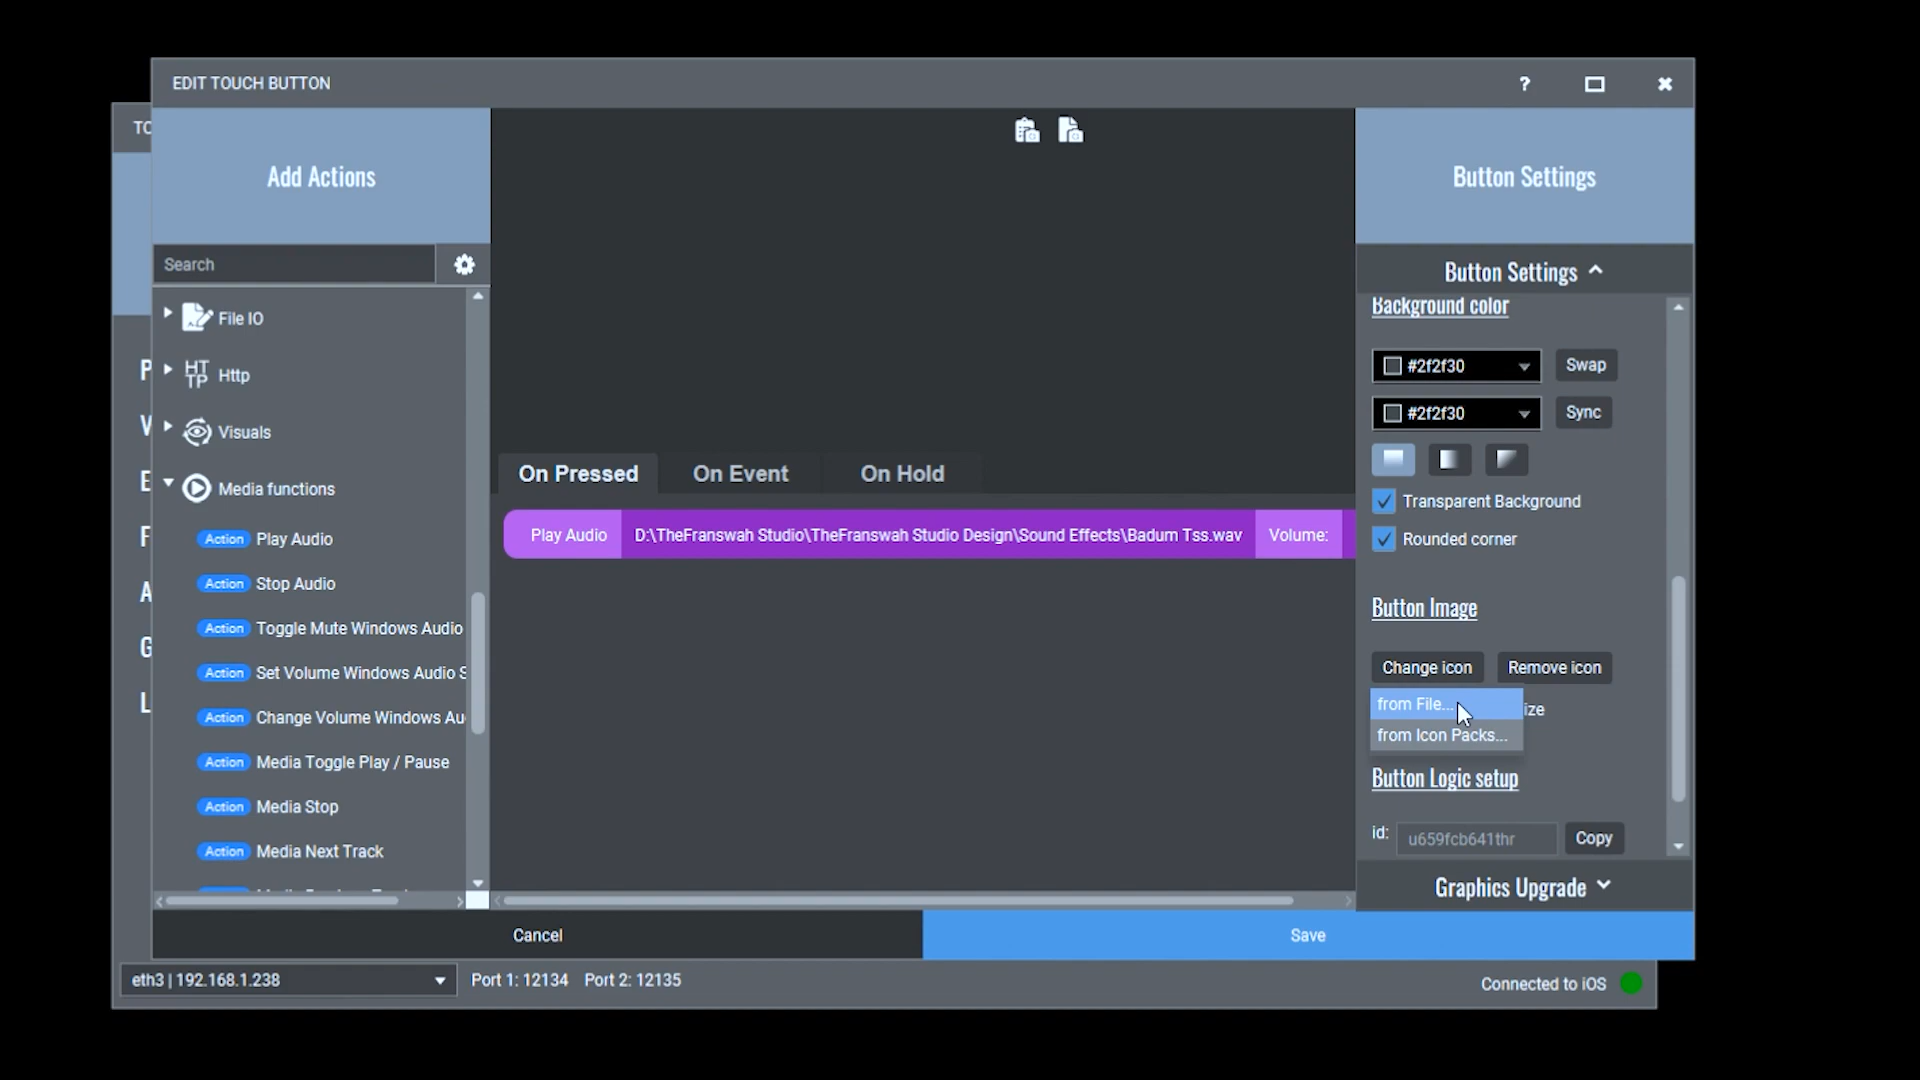 EDIT TOUCH BUTTON
?
TO
Add Actions
Button Settings
Search
Button Settings
File IO
Background color
HTTP Http
#2f2f30
Swap
P
#2f2f30
Sync
V
Visuals
On Pressed
On Event
On Hold
E
Media functions
Transparent Background
Play Audio D:\TheFranswah Studio\TheFranswah Studio Design\Sound Effects\Badum Tss.wav Volume:
F
Action Play Audio
Rounded corner
A
Action Stop Audio
Button Image
Action Toggle Mute Windows Audio
G
Change icon
Remove icon
Action Set Volume Windows Audio S
L
from File...
ize
Action Change Volume Windows Au
from Icon Packs...
Action Media Toggle Play / Pause
Button Logic setup
Action Media Stop
id: u659fcb641thr Copy
Action Media Next Track
Graphics Upgrade
Cancel
Save
eth3 | 192.168.1.238
Port 1: 12134 Port 2: 12135
Connected to iOS